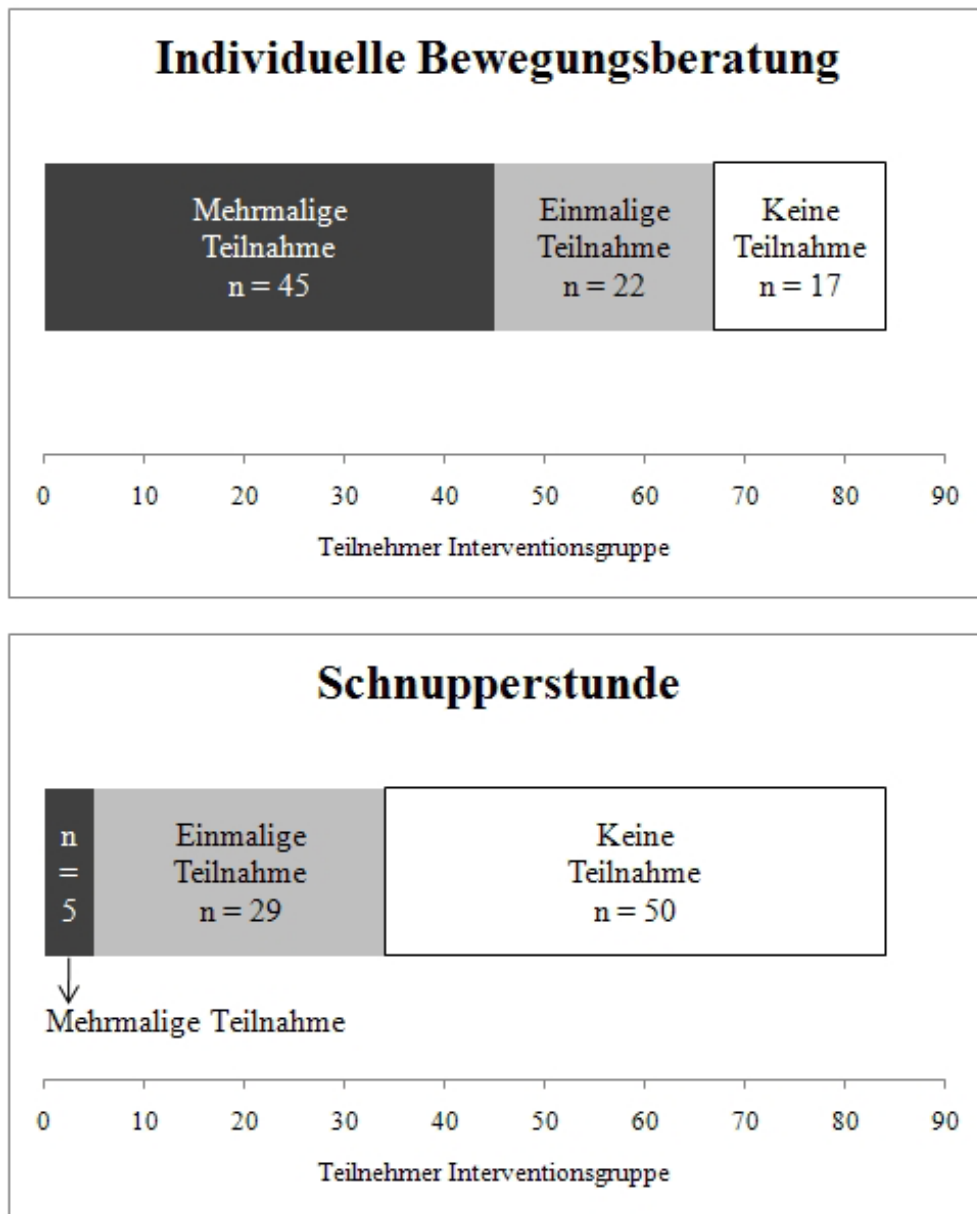 Individuelle Bewegungsberatung
Mehrmalige
Teilnahme
n = 45
Einmalige
Teilnahme
n = 22
Keine
Teilnahme
n = 17
0 10 20 30 40 50 60 70 80 90
Teilnehmer Interventionsgruppe
Schnupperstunde
n
=
5
Einmalige
Teilnahme
n = 29
Keine
Teilnahme
n = 50
Mehrmalige Teilnahme
0 10 20 30 40 50 60 70 80 90
Teilnehmer Interventionsgruppe